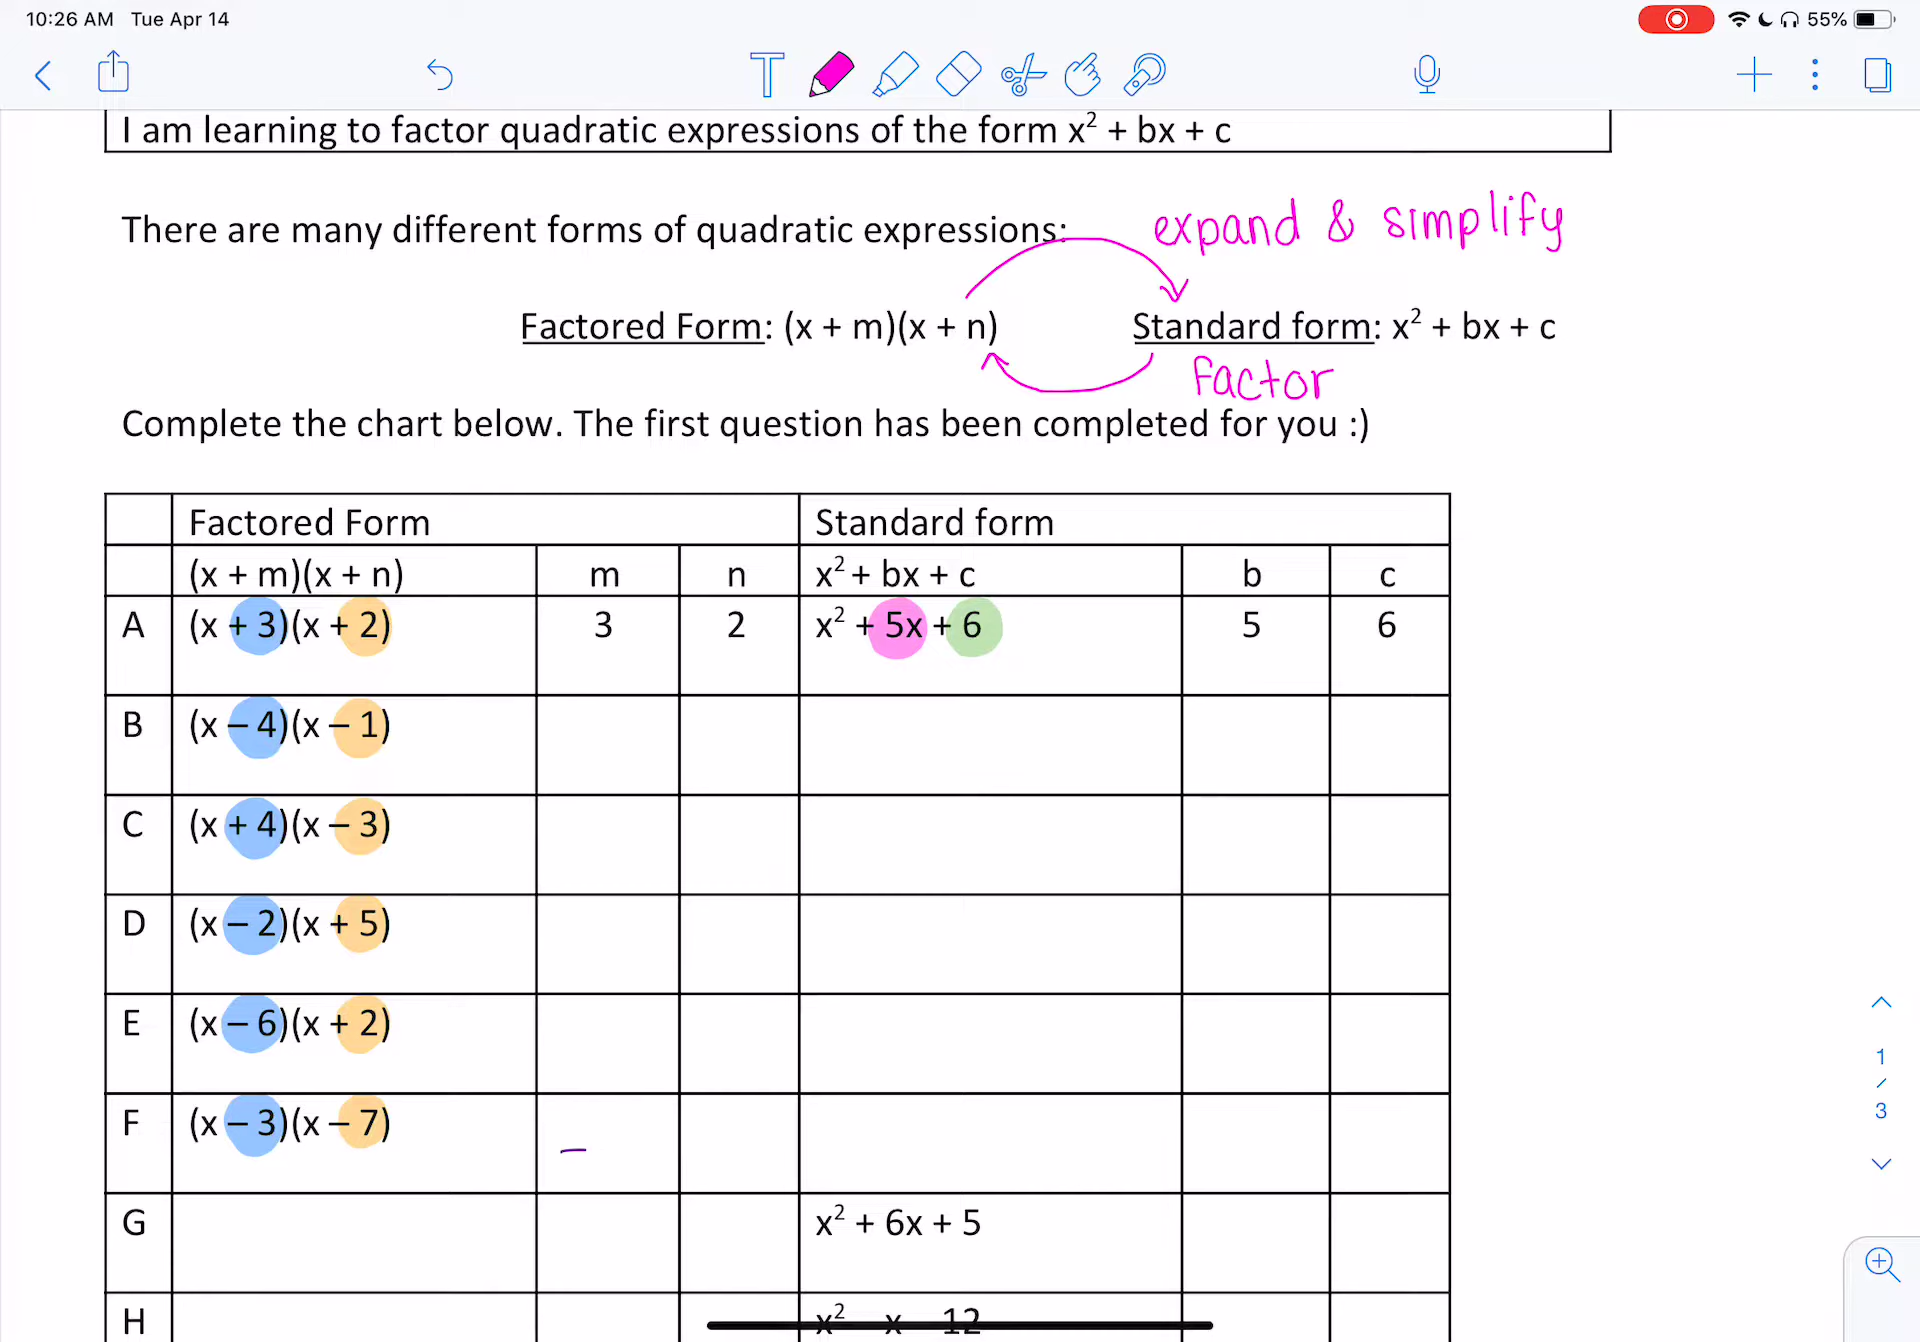 10:26 AM Tue Apr 14
55%
I am learning to factor quadratic expressions of the form x² + bx + c
There are many different forms of quadratic expressions:
expand & simplify
Factored Form: (x + m)(x + n) Standard form: x² + bx + c
Factor
Complete the chart below. The first question has been completed for you :)
Factored Form Standard form
(x + m)(x + n) m n x² + bx + c b c
A (x + 3)(x + 2) 3 2 x² + 5x + 6 5 6
B (x – 4)(x – 1)
C (x + 4)(x – 3)
D (x – 2)(x + 5)
E (x – 6)(x + 2)
1
/
3
F (x – 3)(x – 7) –
G x² + 6x + 5
H x² x 12